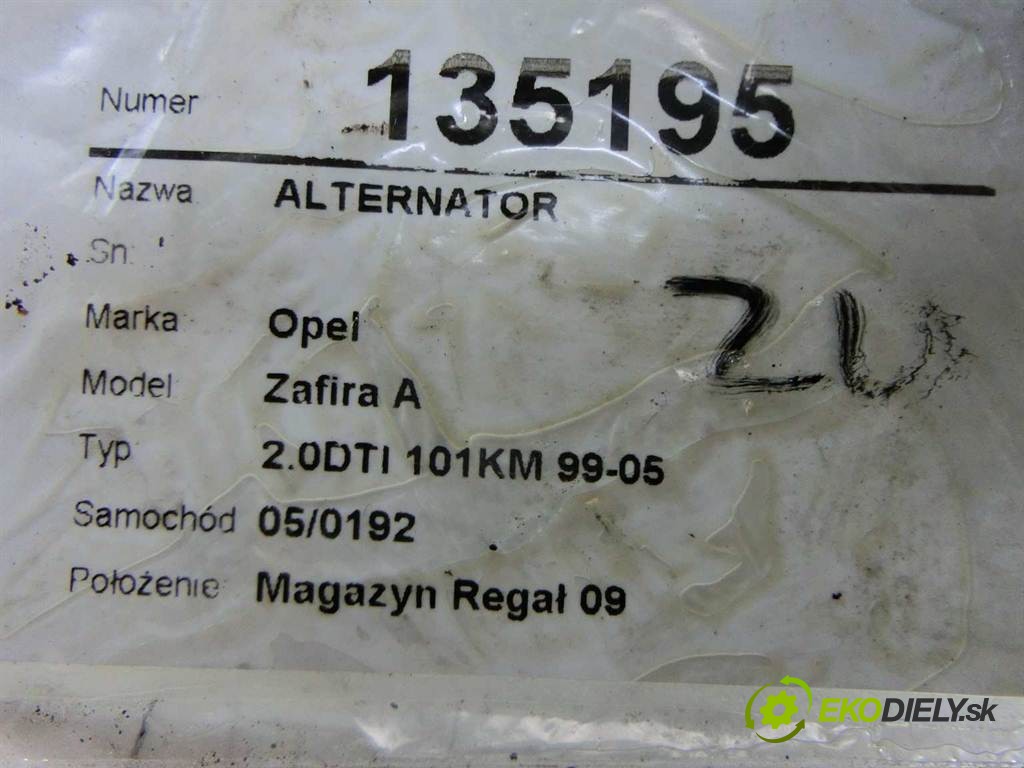 Numer 135195
Nazwa ALTERNATOR
Sn:
Marka Opel
Model Zafira A
Typ 2.0DTI 101KM 99-05
Samochód 05/0192
Położenie Magazyn Regał 09
ZU
EKODIELY.sk